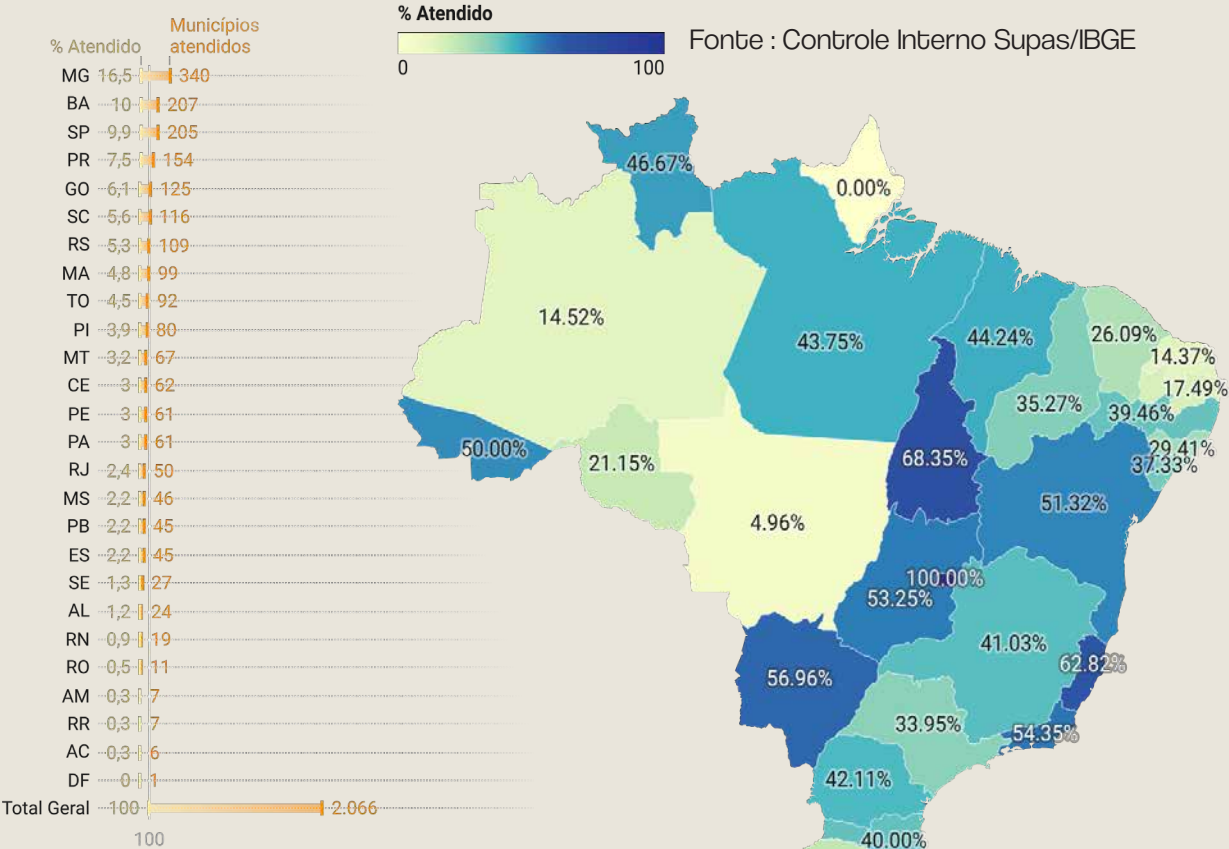 Municípios
% Atendido atendidos
MG 16,5 340
BA 10 207
SP 9,9 205
PR 7,5 154
GO 6,1 125
SC 5,6 116
RS 5,3 109
MA 4,8 99
TO 4,5 92
PI 3,9 80
MT 3,2 67
CE 3 62
PE 3 61
PA 3 61
RJ 2,4 50
MS 2,2 46
PB 2,2 45
ES 2,2 45
SE 1,3 27
AL 1,2 24
RN 0,9 19
RO 0,5 11
AM 0,3 7
RR 0,3 7
AC 0,3 6
DF 0 1
Total Geral 100 2.066
100
% Atendido
0 100
Fonte : Controle Interno Supas/IBGE
46.67%
0.00%
14.52%
43.75%
44.24%
26.09%
14.37%
17.49%
35.27%
39.46%
29.41%
37.33%
50.00%
21.15%
68.35%
51.32%
4.96%
100.00%
53.25%
41.03%
62.82%
56.96%
33.95%
54.35%
42.11%
40.00%